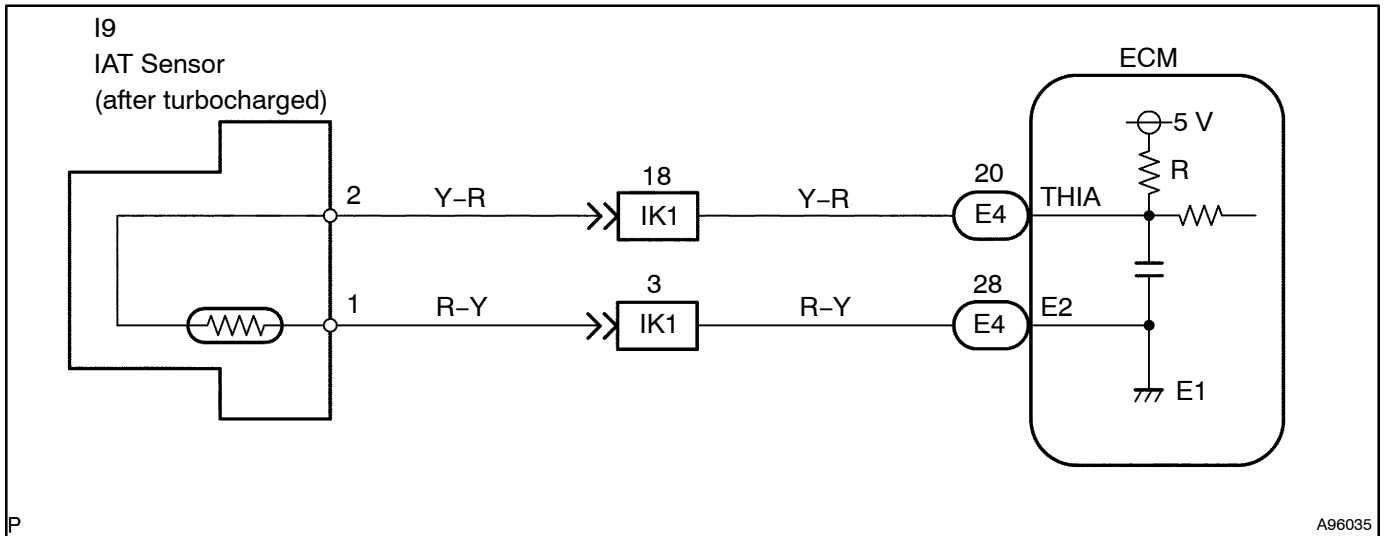 I9
IAT Sensor
(after turbocharged)
ECM
5 V
R
2
Y–R
18
IK1
Y–R
20
E4
THIA
1
R–Y
3
IK1
R–Y
28
E4
E2
E1
P
A96035